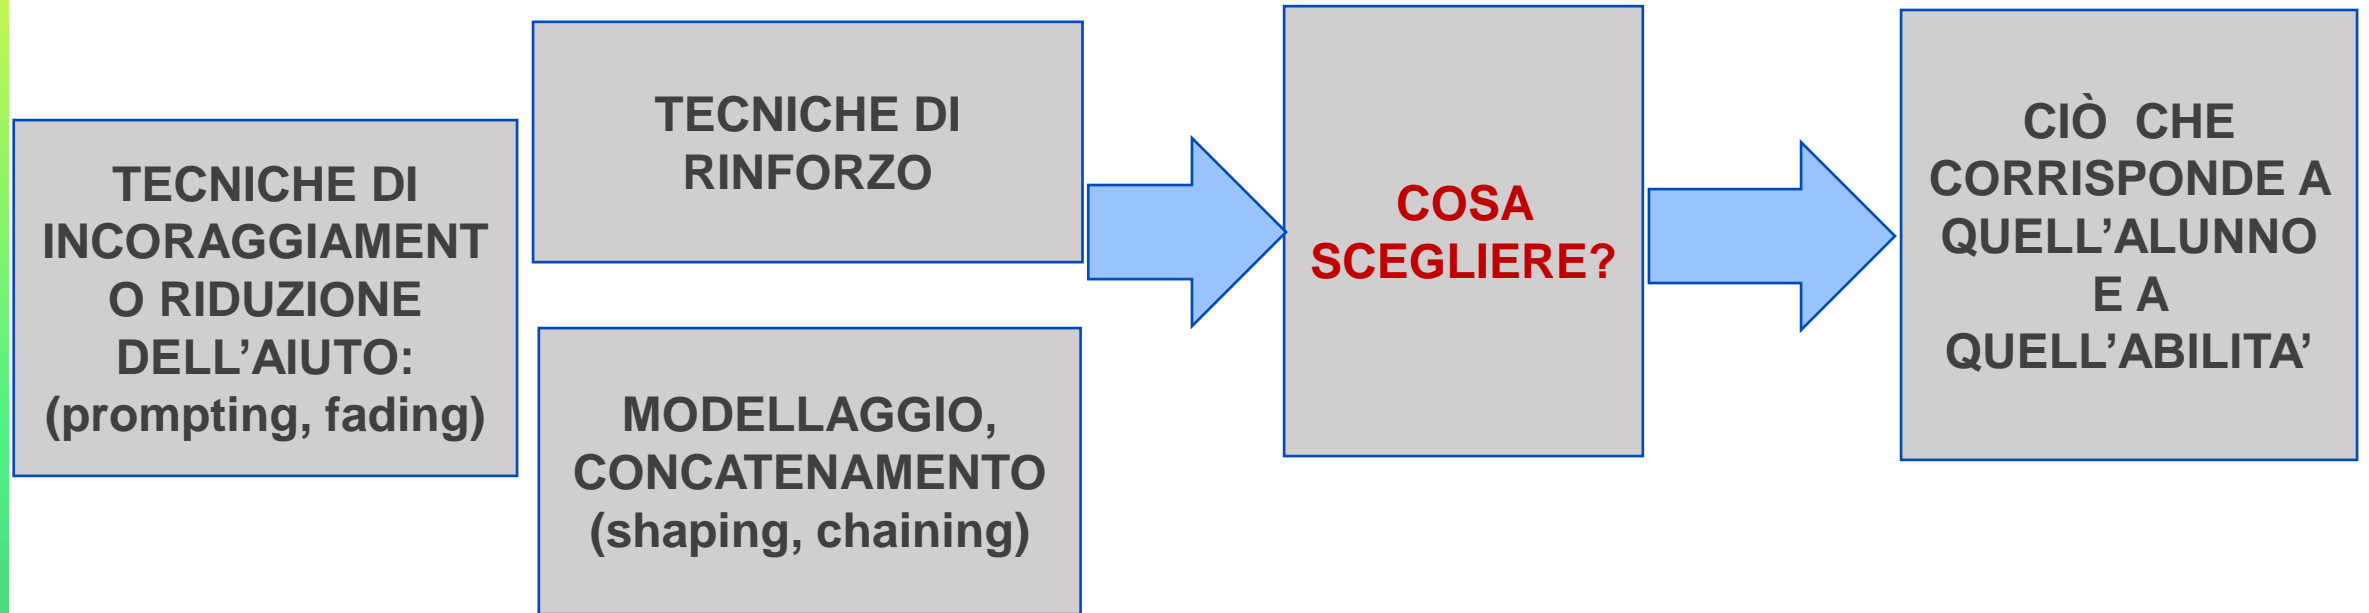 TECNICHE DI
INCORAGGIAMENT
O RIDUZIONE
DELL’AIUTO:
(prompting, fading)
TECNICHE DI
RINFORZO
MODELLAGGIO,
CONCATENAMENTO
(shaping, chaining)
COSA
SCEGLIERE?
CIÒ CHE
CORRISPONDE A
QUELL’ALUNNO
E A
QUELL’ABILITA’